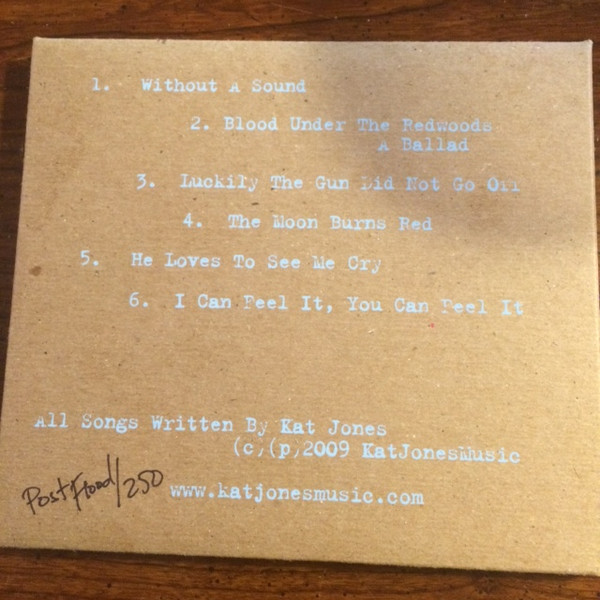 1. Without A Sound
2. Blood Under The Redwoods
A Ballad
3. Luckily The Gun Did Not Go Off
4. The Moon Burns Red
5. He Loves To See Me Cry
6. I Can Feel It, You Can Feel It
All Songs Written By Kat Jones
(c)(p)2009 KatJonesMusic
Post Flood/250
www.katjonesmusic.com